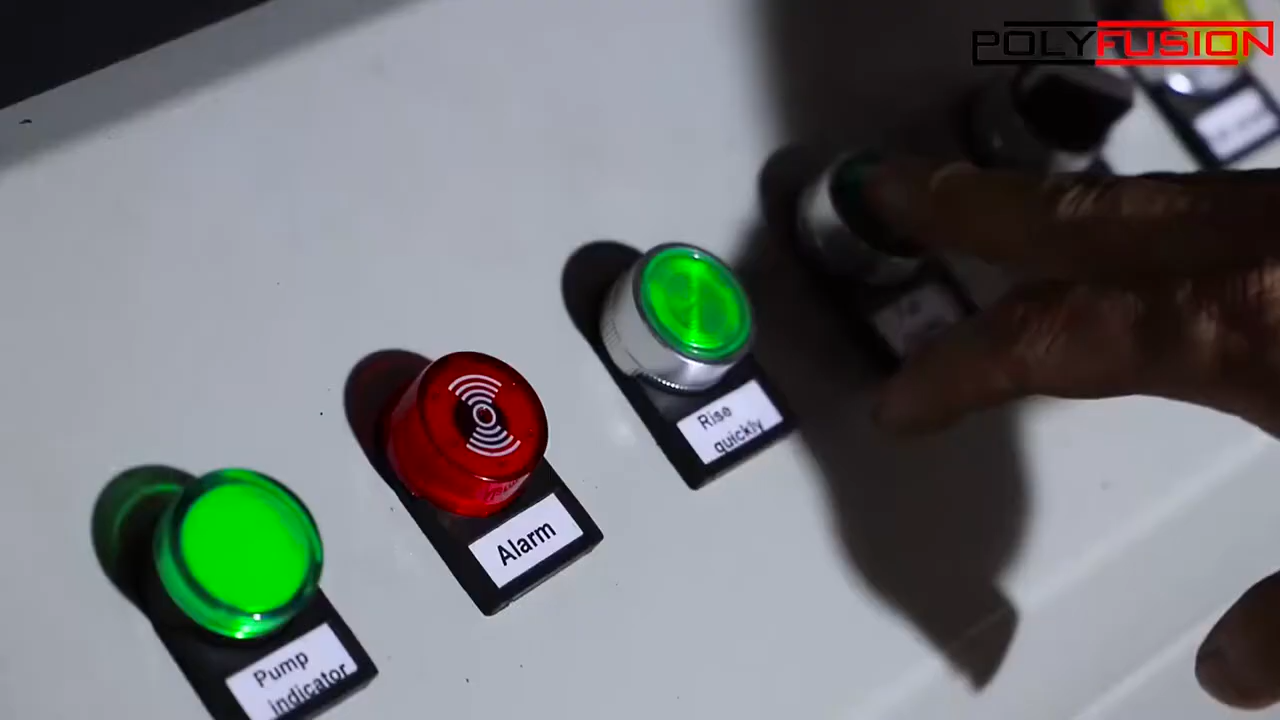 POLYFUSION
Rise
quickly
Alarm
Pump
indicator